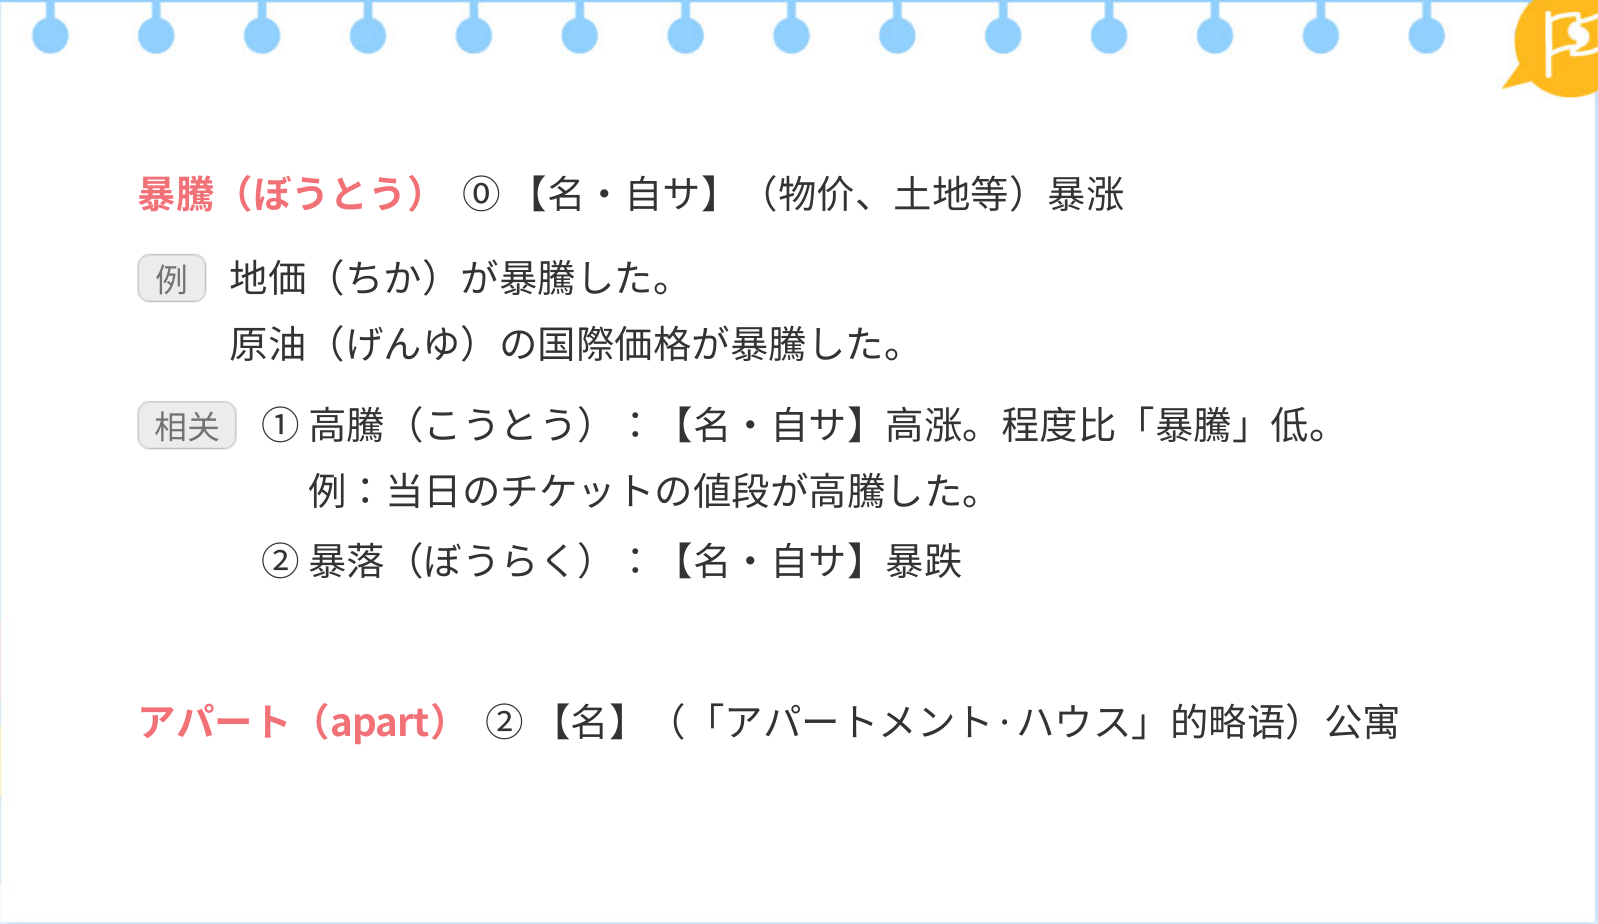 暴騰（ぼうとう） ⓪ 【名・自サ】（物价、土地等）暴涨
例 地価（ちか）が暴騰した。
原油（げんゆ）の国際価格が暴騰した。
相关 ① 高騰（こうとう）：【名・自サ】高涨。程度比「暴騰」低。
例：当日のチケットの値段が高騰した。
② 暴落（ぼうらく）：【名・自サ】暴跌
アパート（apart） ② 【名】（「アパートメント·ハウス」的略语）公寓